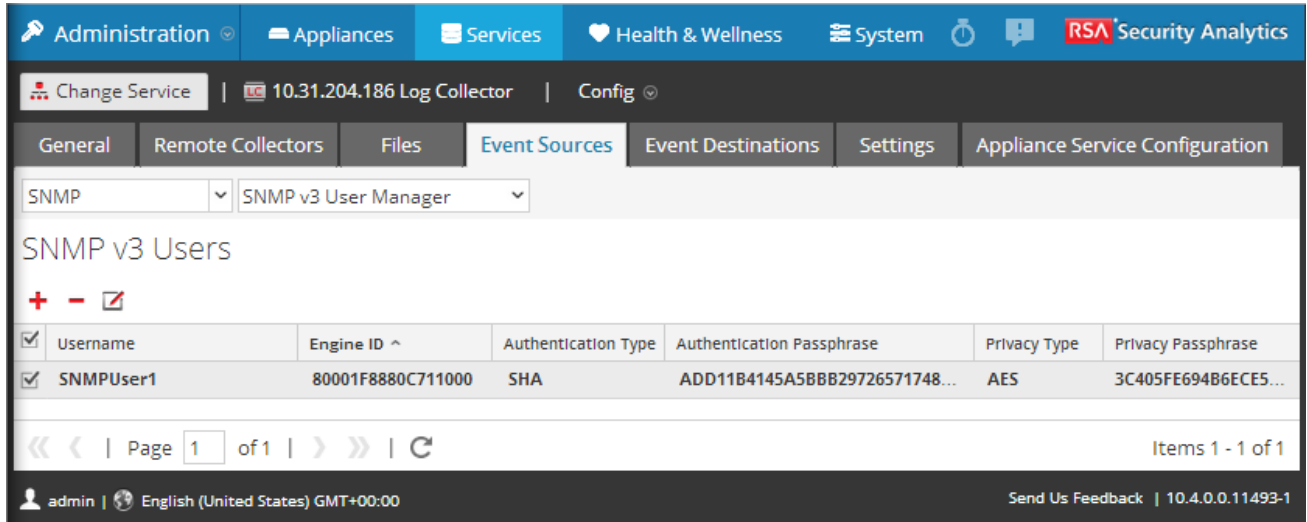 Administration Appliances Services Health & Wellness System RSA Security Analytics
Change Service | LC 10.31.204.186 Log Collector | Config
General Remote Collectors Files Event Sources Event Destinations Settings Appliance Service Configuration
SNMP SNMP v3 User Manager
SNMP v3 Users
Username Engine ID Authentication Type Authentication Passphrase Privacy Type Privacy Passphrase
SNMPUser1 80001F8880C711000 SHA ADD11B4145A5BBB29726571748... AES 3C405FE694B6ECE5...
| Page 1 of 1 | | Items 1 - 1 of 1
admin | English (United States) GMT+00:00 Send Us Feedback | 10.4.0.0.11493-1